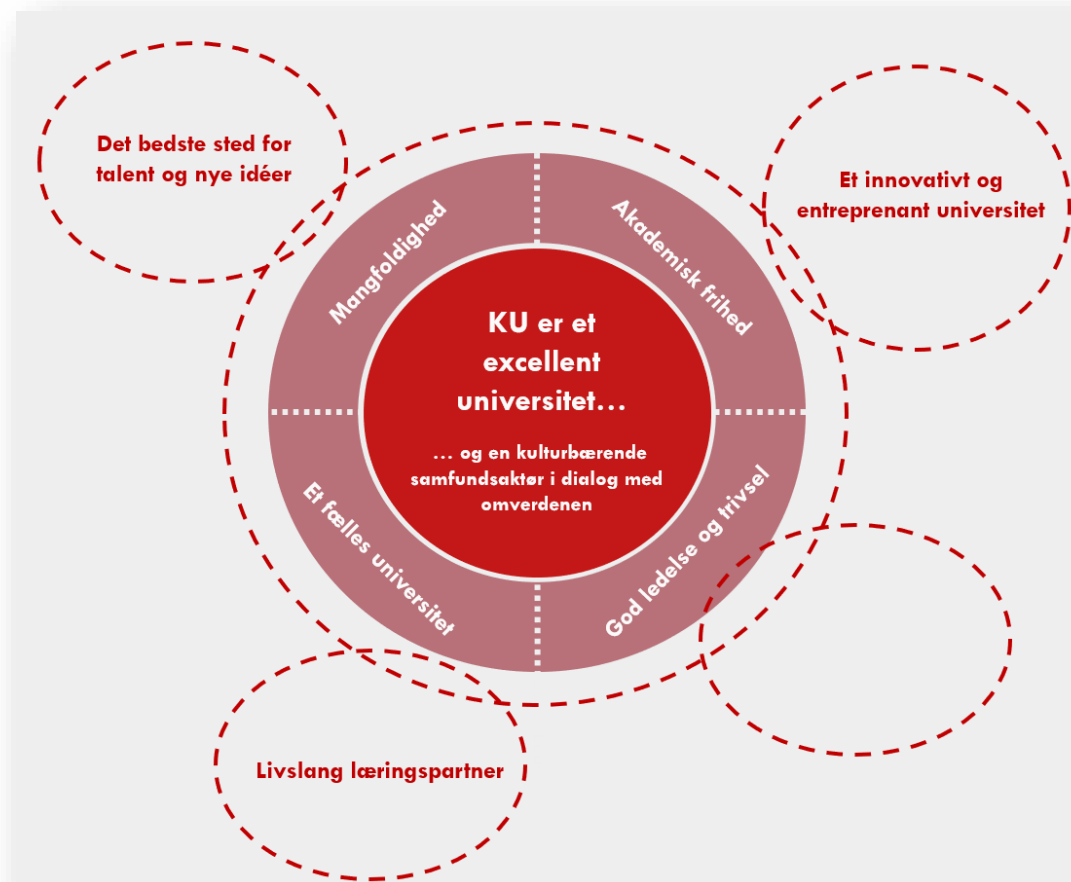 Det bedste sted for
talent og nye idéer
Et innovativt og
entreprenant universitet
Mangfoldighed
Akademisk frihed
KU er et
excellent
universitet...
... og en kulturbærende
samfundsaktør i dialog med
omverdenen
Et fælles universitet
God ledelse og trivsel
Livslang læringspartner